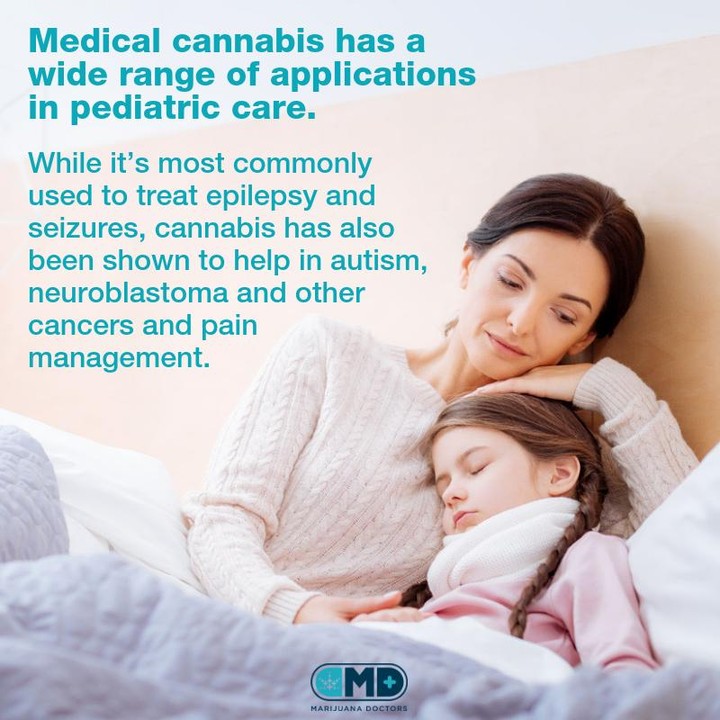 Medical cannabis has a
wide range of applications
in pediatric care.
While it's most commonly
used to treat epilepsy and
seizures, cannabis has also
been shown to help in autism,
neuroblastoma and other
cancers and pain
management.
MD
MARIJUANA DOCTORS